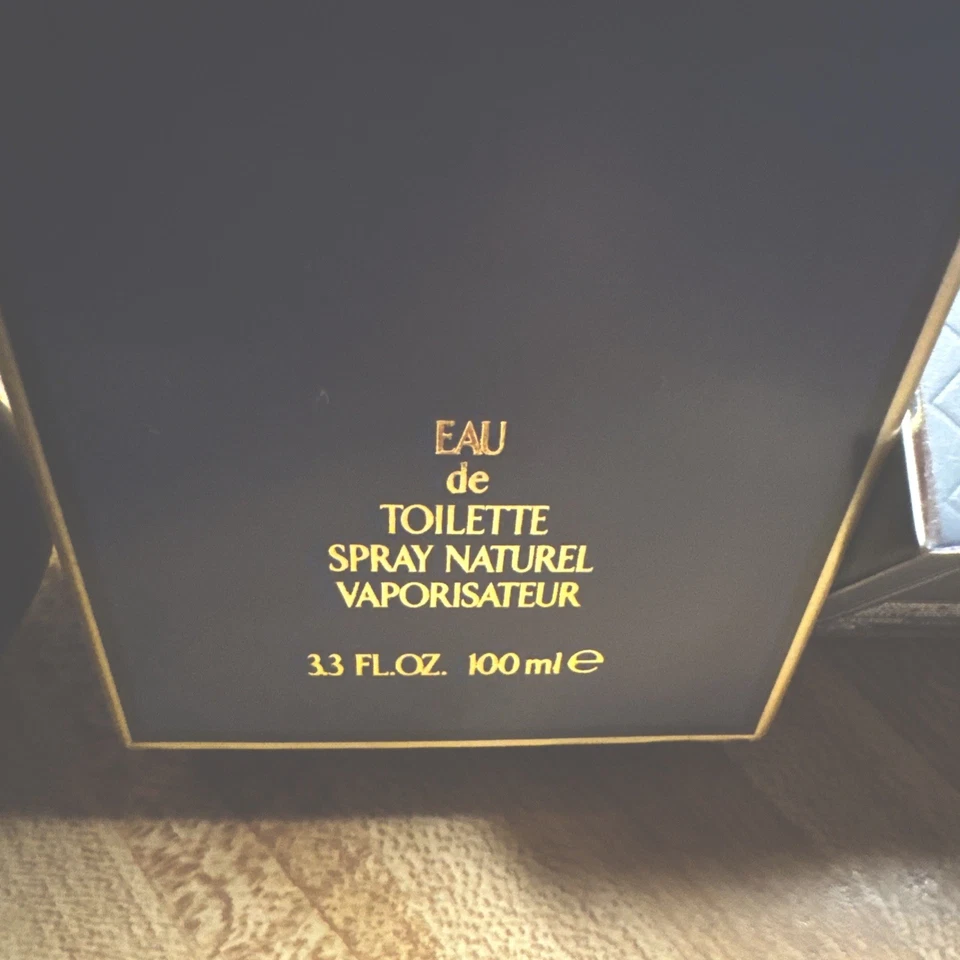 EAU
de
TOILETTE
SPRAY NATUREL
VAPORISATEUR
3.3 FL.OZ. 100 ml ℮